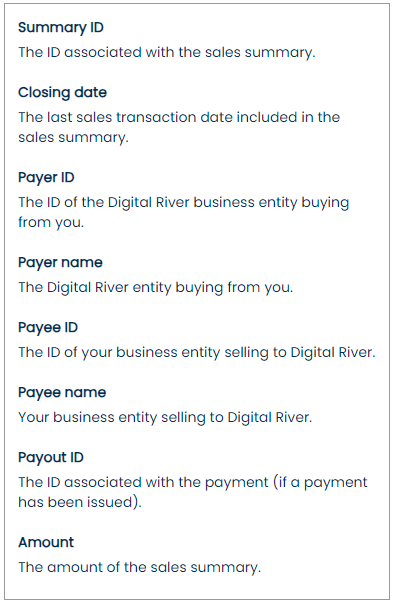 Summary ID
The ID associated with the sales summary.
Closing date
The last sales transaction date included in the
sales summary.
Payer ID
The ID of the Digital River business entity buying
from you.
Payer name
The Digital River entity buying from you.
Payee ID
The ID of your business entity selling to Digital River.
Payee name
Your business entity selling to Digital River.
Payout ID
The ID associated with the payment (if a payment
has been issued).
Amount
The amount of the sales summary.